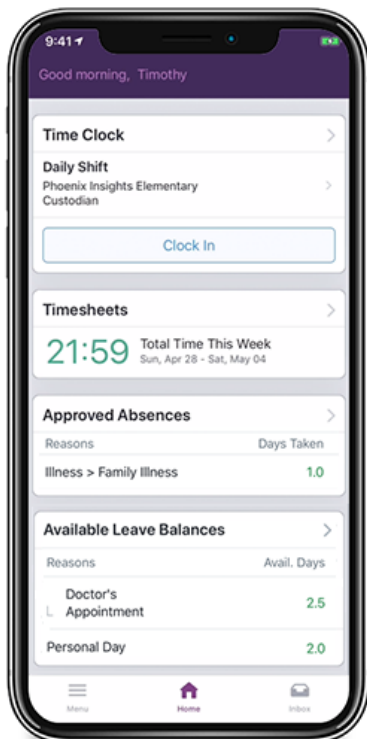 9:41
Good morning, Timothy
Time Clock
Daily Shift
Phoenix Insights Elementary
Custodian
Clock In
Timesheets
21:59
Total Time This Week
Sun, Apr 28 - Sat, May 04
Approved Absences
Reasons Days Taken
Illness > Family Illness 1.0
Available Leave Balances
Reasons Avail. Days
Doctor's
Appointment 2.5
Personal Day 2.0
Menu Home Inbox